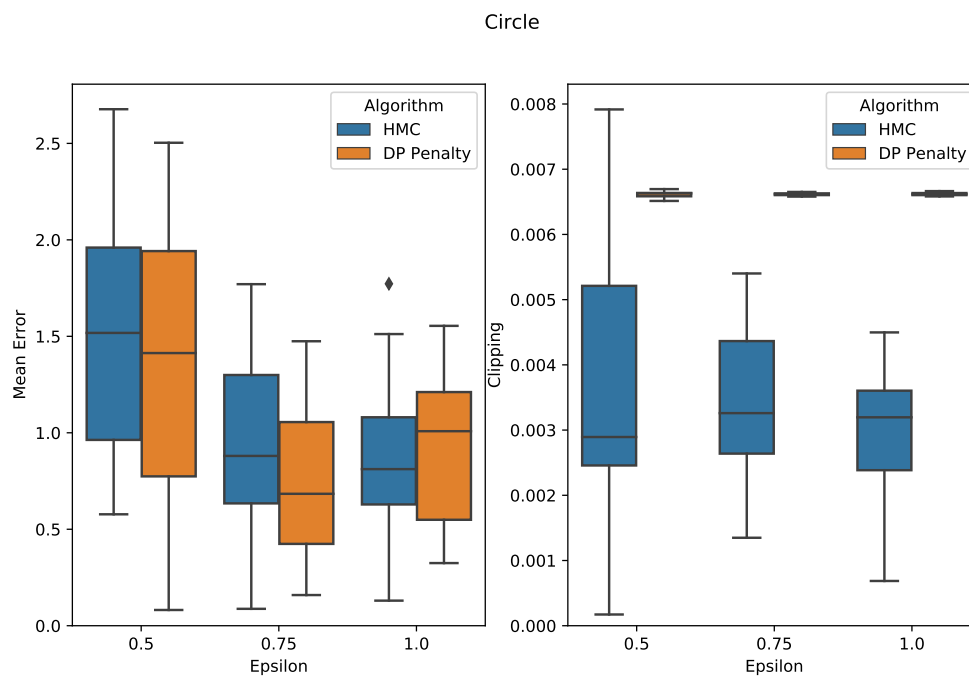 Circle
Mean Error
2.5
2.0
1.5
1.0
0.5
0.0
Algorithm
HMC
DP Penalty
0.5 0.75 1.0
Epsilon
Clipping
0.008
0.007
0.006
0.005
0.004
0.003
0.002
0.001
0.000
Algorithm
HMC
DP Penalty
0.5 0.75 1.0
Epsilon